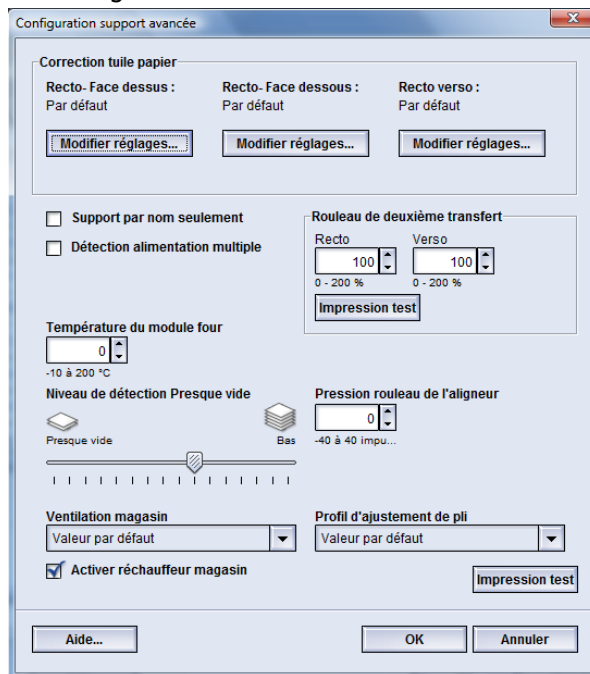 Configuration support avancée
Correction tuile papier
Recto- Face dessus : Recto- Face dessous : Recto verso :
Par défaut Par défaut Par défaut
Modifier réglages... Modifier réglages... Modifier réglages...
Support par nom seulement
Détection alimentation multiple
Rouleau de deuxième transfert
Recto Verso
100 100
0 - 200 % 0 - 200 %
Impression test
Température du module four
0
-10 à 200 °C
Niveau de détection Presque vide
Presque vide Bas
Pression rouleau de l'aligneur
0
-40 à 40 impu...
Ventilation magasin
Valeur par défaut
Profil d'ajustement de pli
Valeur par défaut
Activer réchauffeur magasin
Impression test
Aide... OK Annuler